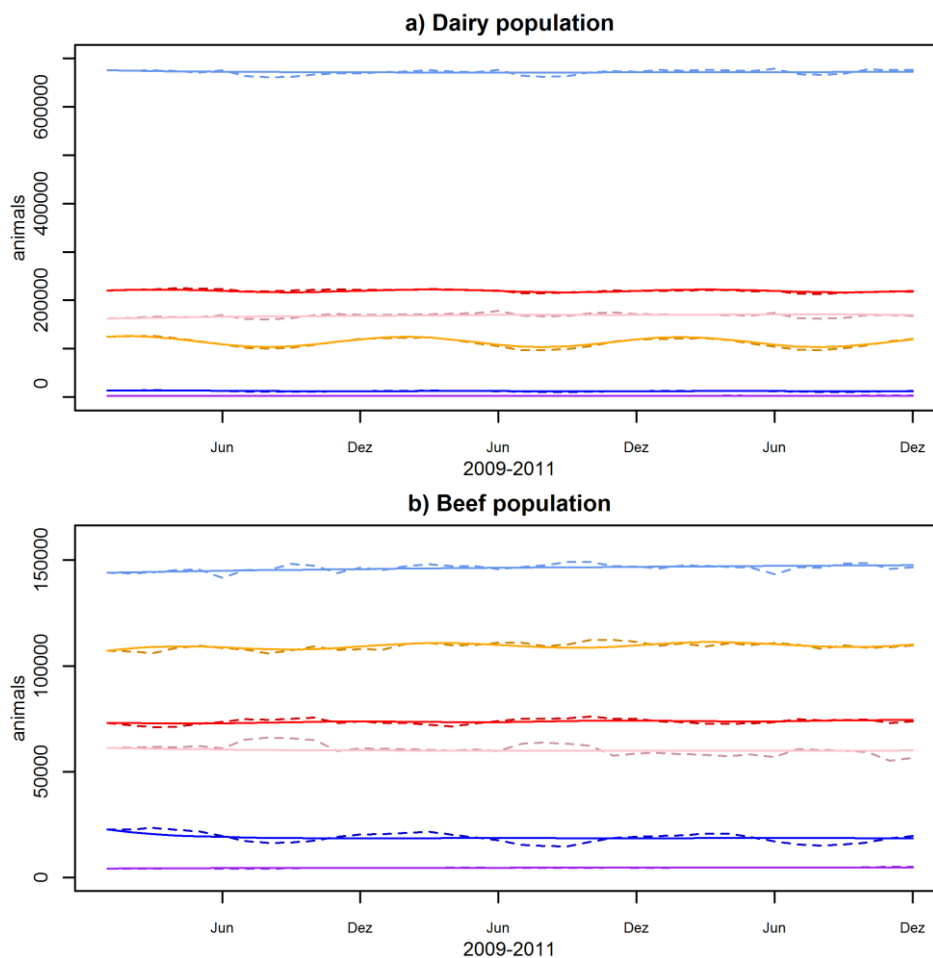 a) Dairy population
600000
400000
200000
0
animals
Jun
Dez
Jun
Dez
Jun
Dez
2009-2011
b) Beef population
150000
100000
50000
0
animals
Jun
Dez
Jun
Dez
Jun
Dez
2009-2011